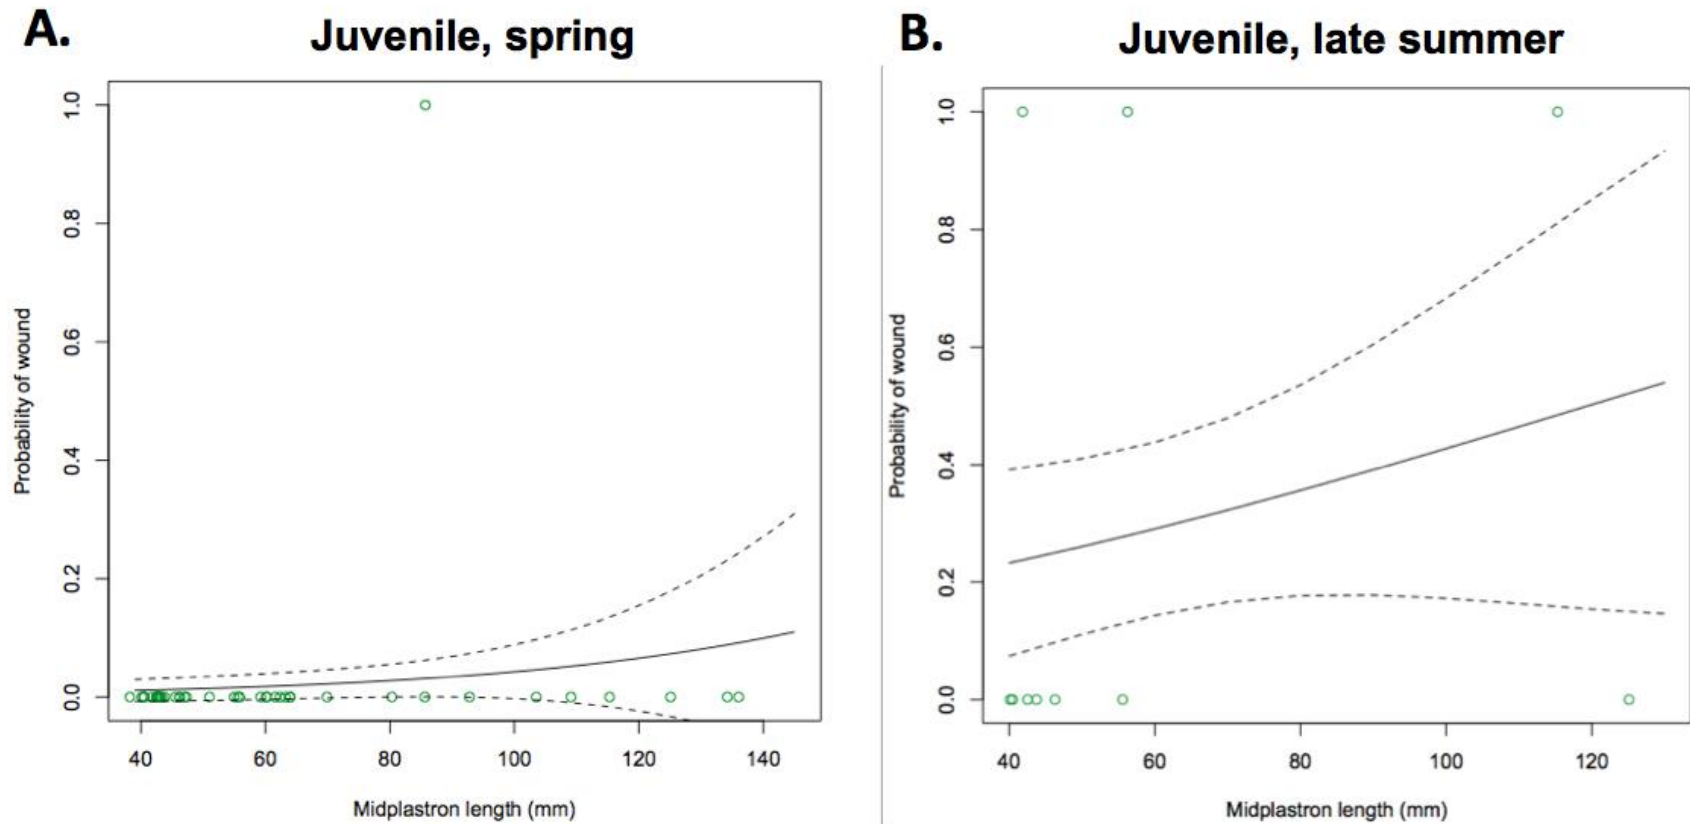 A.
Juvenile, spring
Probability of wound
1.0
0.8
0.6
0.4
0.2
0.0
40 60 80 100 120 140
Midplastron length (mm)
B.
Juvenile, late summer
Probability of wound
1.0
0.8
0.6
0.4
0.2
0.0
40 60 80 100 120
Midplastron length (mm)